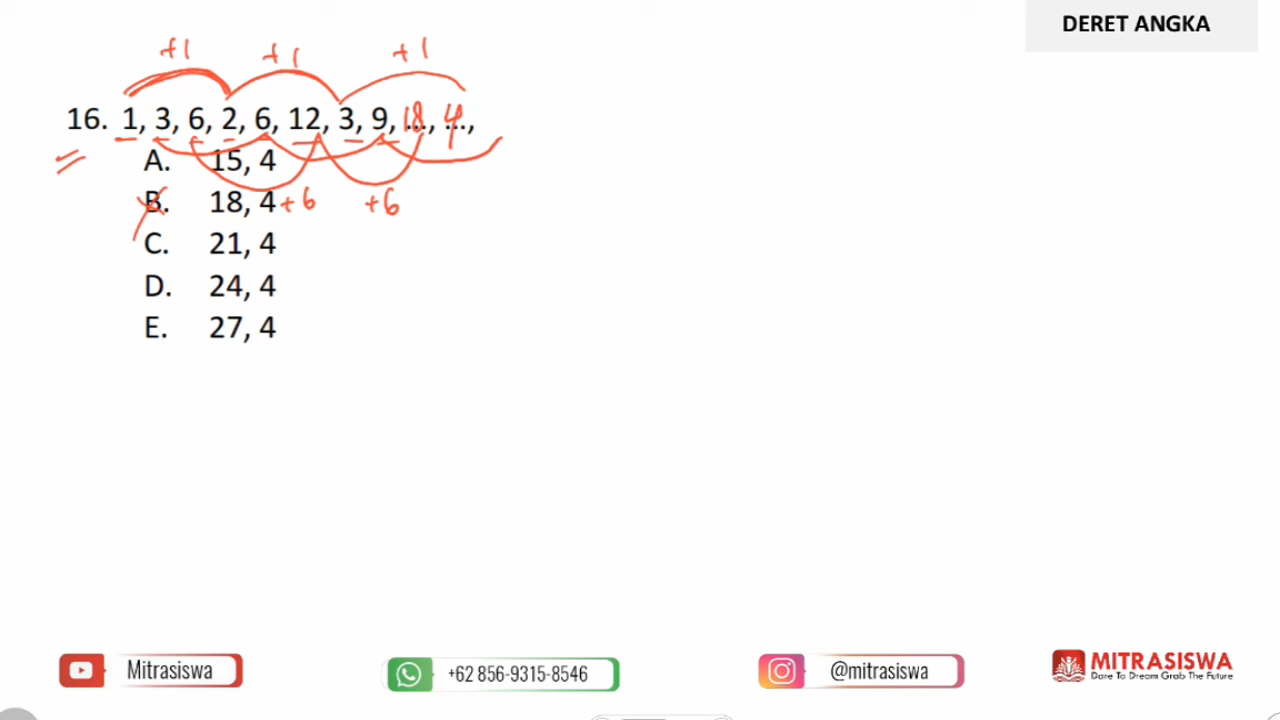 DERET ANGKA
+1 +1 +1
16. 1, 3, 6, 2, 6, 12, 3, 9, ..., ...,
18 4
A. 15, 4
B. 18, 4 +6 +6
C. 21, 4
D. 24, 4
E. 27, 4
Mitrasiswa
+62 856-9315-8546
@mitrasiswa
MITRASISWA
Dare To Dream Grab The Future